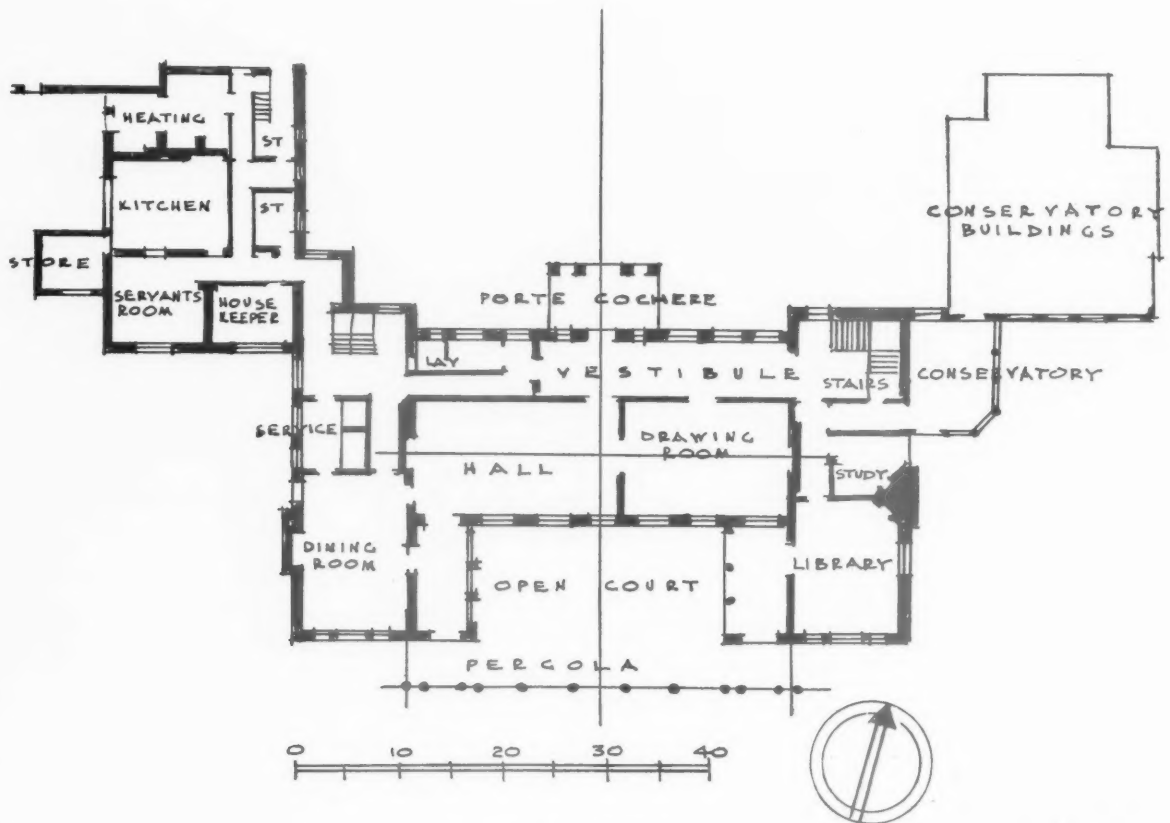 HEATING
ST
KITCHEN
ST
STORE
SERVANTS
ROOM
HOUSE
KEEPER
CONSERVATORY
BUILDINGS
PORTE COCHERE
LAV
VESTIBULE
STAIRS
CONSERVATORY
SERVICE
HALL
DRAWING
ROOM
STUDY
DINING
ROOM
OPEN COURT
LIBRARY
PERGOLA
0 10 20 30 40